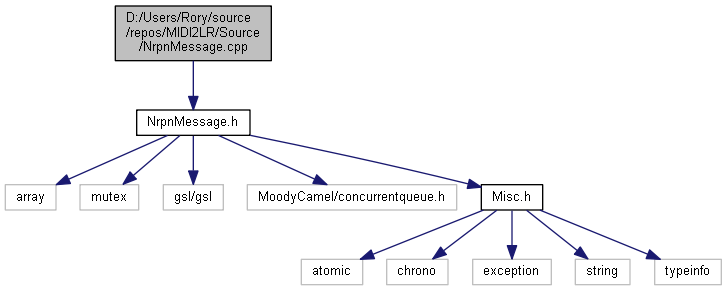 D:/Users/Rory/source
/repos/MIDI2LR/Source
/NrpnMessage.cpp
NrpnMessage.h
array
mutex
gsl/gsl
MoodyCamel/concurrentqueue.h
Misc.h
atomic
chrono
exception
string
typeinfo